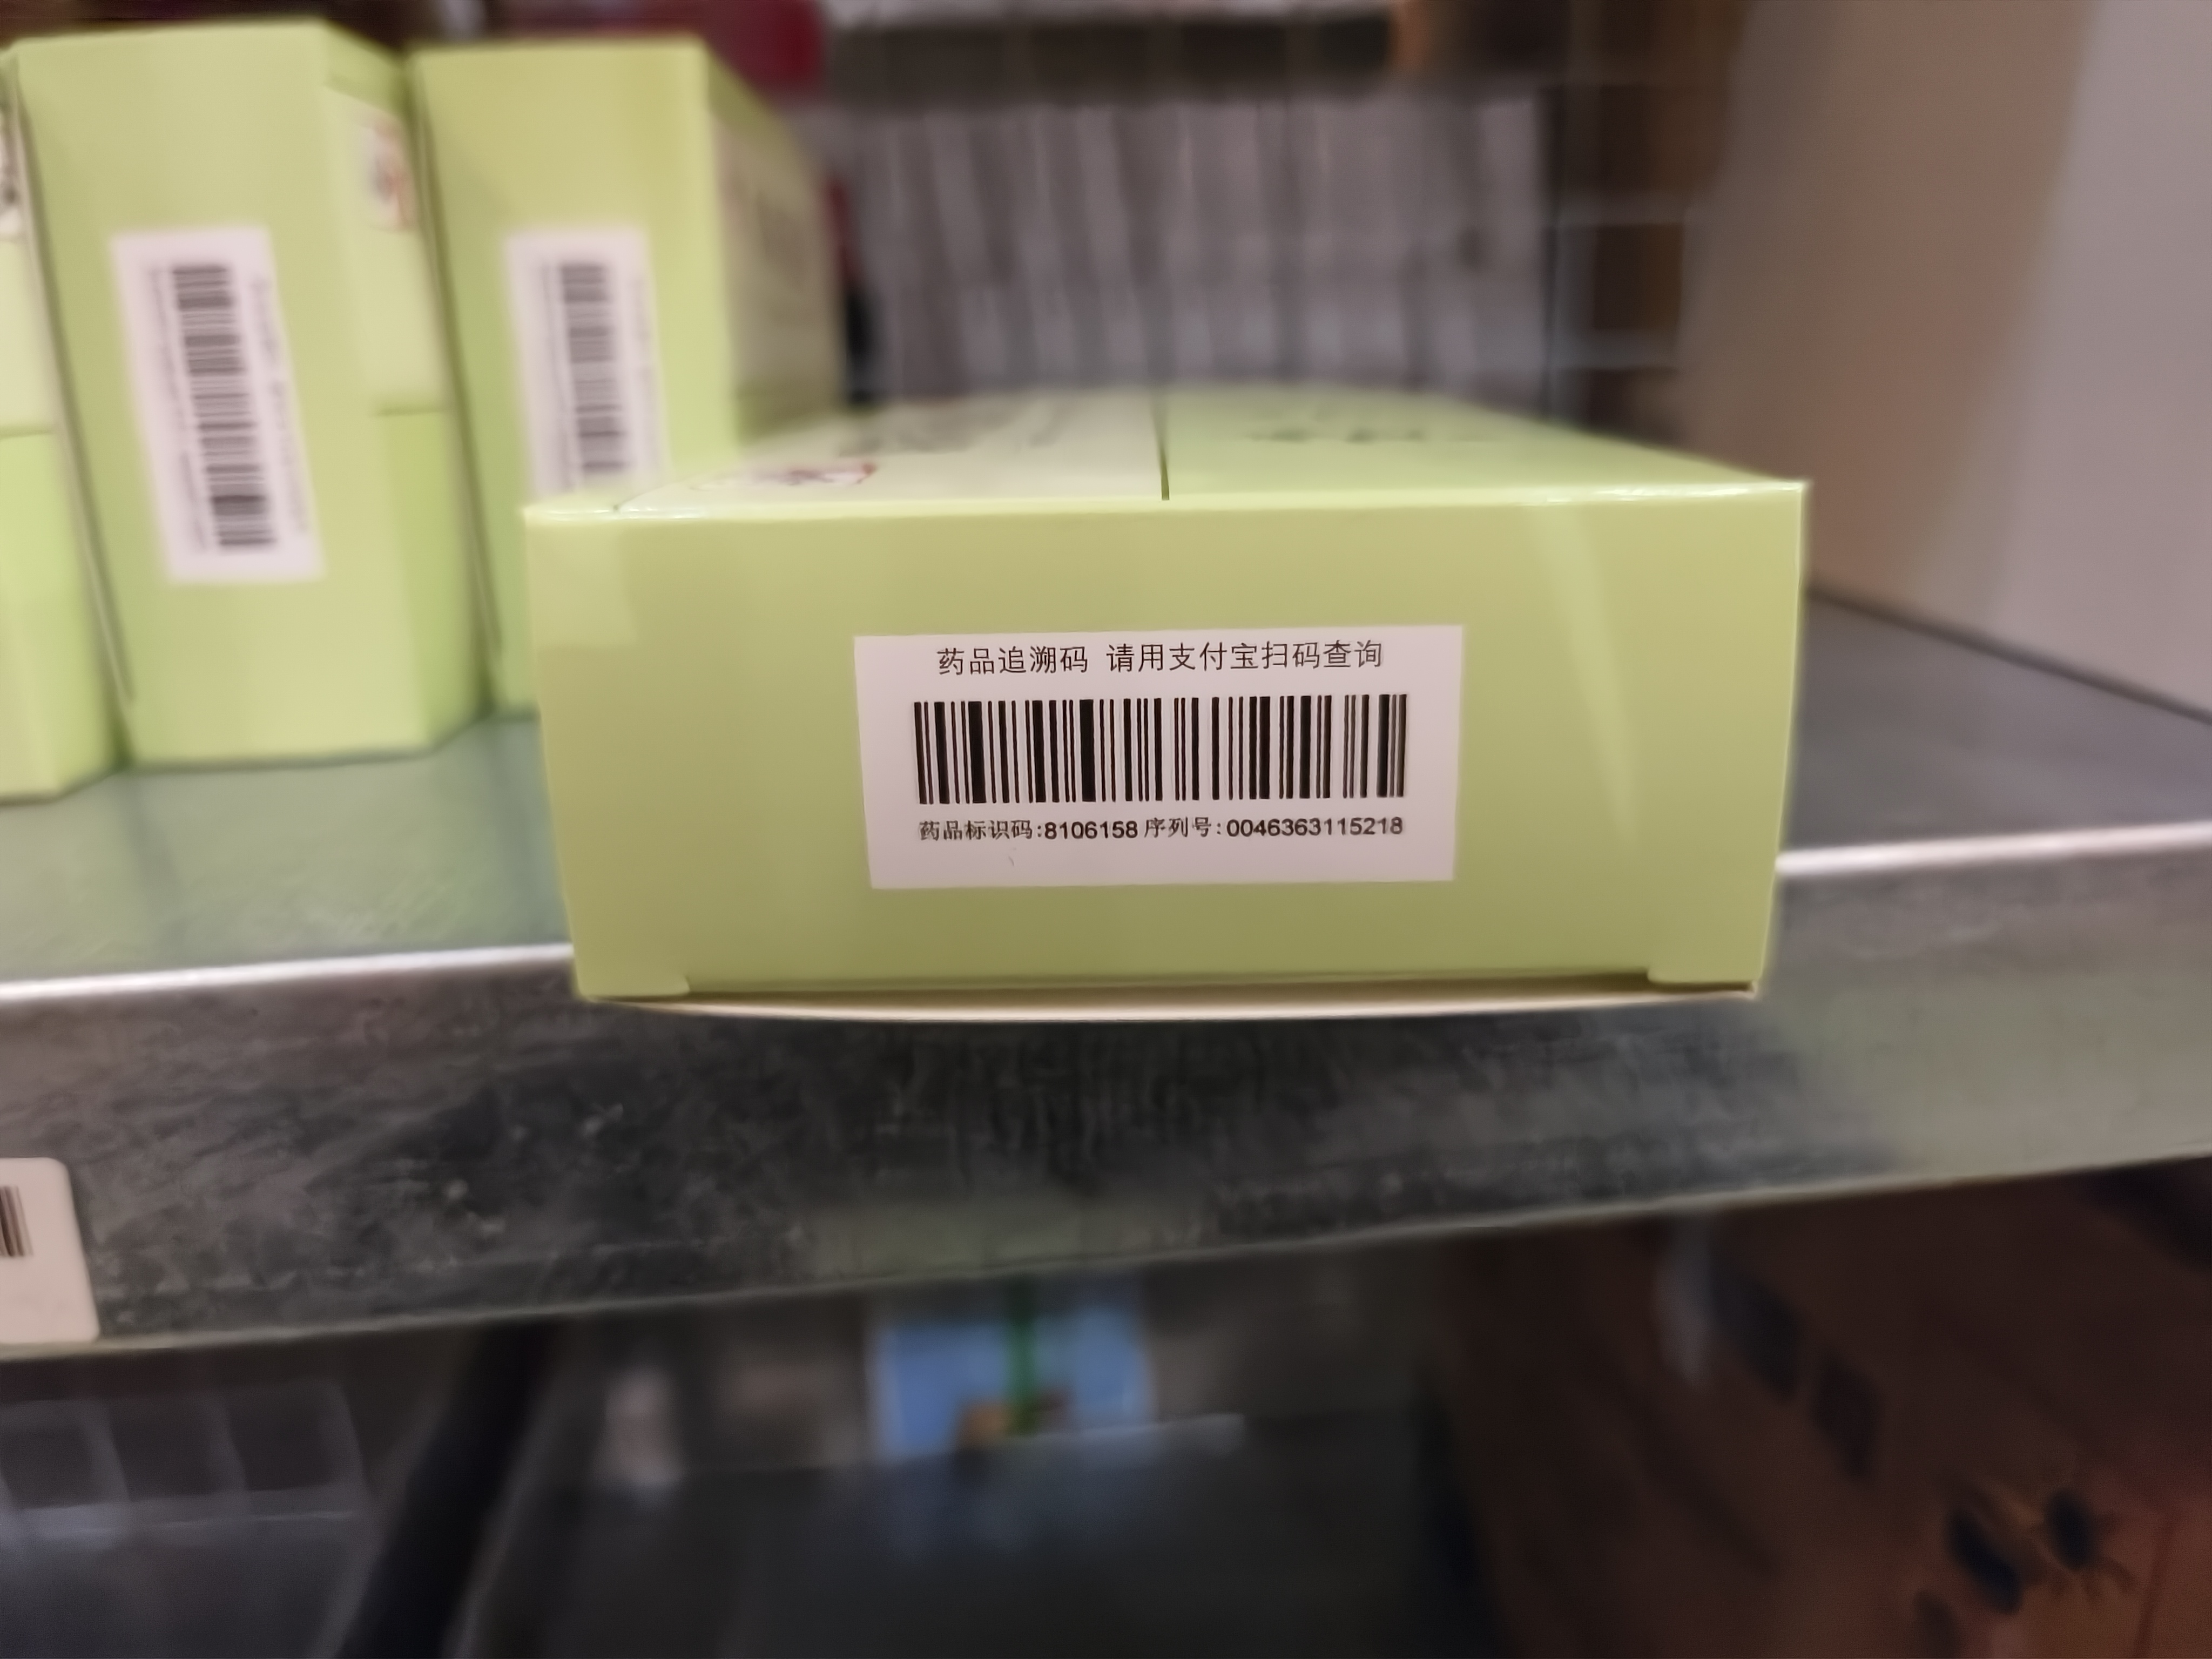 药品追溯码 请用支付宝扫码查询
药品标识码:8106158 序列号:0046363115218